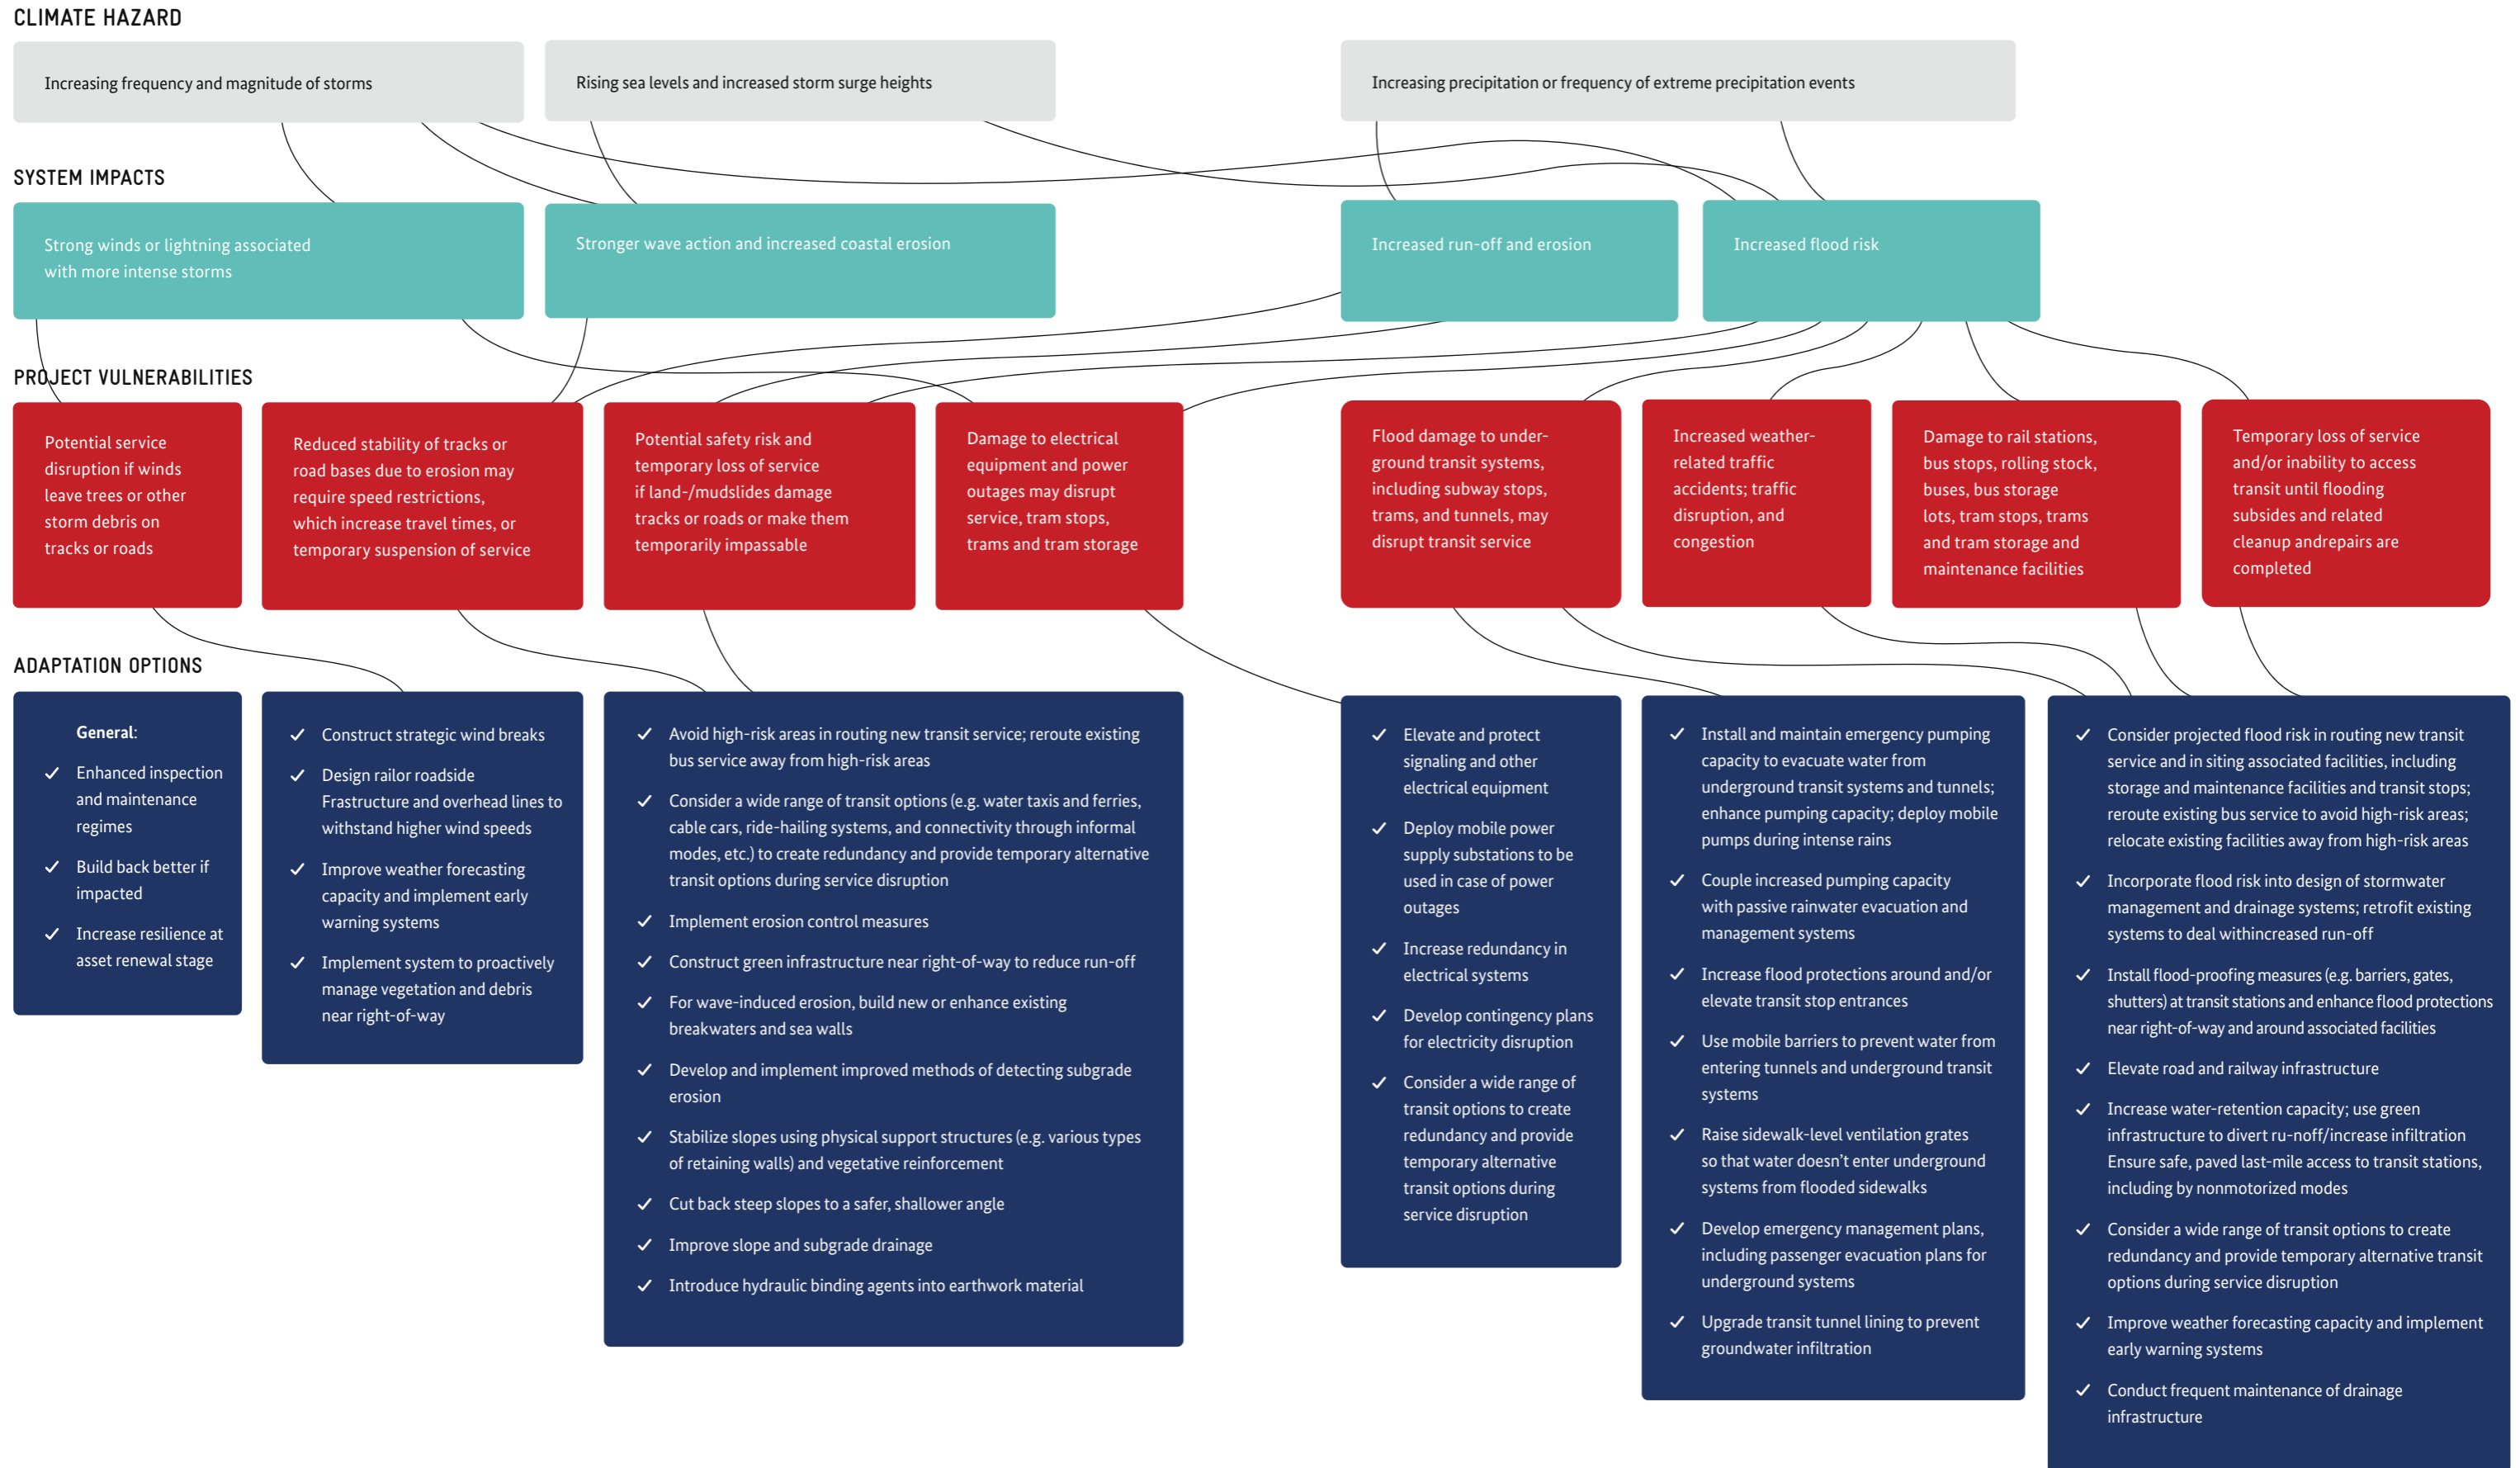 CLIMATE HAZARD
Increasing frequency and magnitude of storms
Rising sea levels and increased storm surge heights
Increasing precipitation or frequency of extreme precipitation events
SYSTEM IMPACTS
Strong winds or lightning associated
with more intense storms
Stronger wave action and increased coastal erosion
Increased run-off and erosion
Increased flood risk
PROJECT VULNERABILITIES
Potential service
disruption if winds
leave trees or other
storm debris on
tracks or roads
Reduced stability of tracks or
road bases due to erosion may
require speed restrictions,
which increase travel times, or
temporary suspension of service
Potential safety risk and
temporary loss of service
if land-/mudslides damage
tracks or roads or make them
temporarily impassable
Damage to electrical
equipment and power
outages may disrupt
service, tram stops,
trams and tram storage
Flood damage to under-
ground transit systems,
including subway stops,
trams, and tunnels, may
disrupt transit service
Increased weather-
related traffic
accidents; traffic
disruption, and
congestion
Damage to rail stations,
bus stops, rolling stock,
buses, bus storage
lots, tram stops, trams
and tram storage and
maintenance facilities
Temporary loss of service
and/or inability to access
transit until flooding
subsides and related
cleanup andrepairs are
completed
ADAPTATION OPTIONS
General:
✓ Enhanced inspection
and maintenance
regimes
✓ Build back better if
impacted
✓ Increase resilience at
asset renewal stage
✓ Construct strategic wind breaks
✓ Design railor roadside
Frastructure and overhead lines to
withstand higher wind speeds
✓ Improve weather forecasting
capacity and implement early
warning systems
✓ Implement system to proactively
manage vegetation and debris
near right-of-way
✓ Avoid high-risk areas in routing new transit service; reroute existing
bus service away from high-risk areas
✓ Consider a wide range of transit options (e.g. water taxis and ferries,
cable cars, ride-hailing systems, and connectivity through informal
modes, etc.) to create redundancy and provide temporary alternative
transit options during service disruption
✓ Implement erosion control measures
✓ Construct green infrastructure near right-of-way to reduce run-off
✓ For wave-induced erosion, build new or enhance existing
breakwaters and sea walls
✓ Develop and implement improved methods of detecting subgrade
erosion
✓ Stabilize slopes using physical support structures (e.g. various types
of retaining walls) and vegetative reinforcement
✓ Cut back steep slopes to a safer, shallower angle
✓ Improve slope and subgrade drainage
✓ Introduce hydraulic binding agents into earthwork material
✓ Elevate and protect
signaling and other
electrical equipment
✓ Deploy mobile power
supply substations to be
used in case of power
outages
✓ Increase redundancy in
electrical systems
✓ Develop contingency plans
for electricity disruption
✓ Consider a wide range of
transit options to create
redundancy and provide
temporary alternative
transit options during
service disruption
✓ Install and maintain emergency pumping
capacity to evacuate water from
underground transit systems and tunnels;
enhance pumping capacity; deploy mobile
pumps during intense rains
✓ Couple increased pumping capacity
with passive rainwater evacuation and
management systems
✓ Increase flood protections around and/or
elevate transit stop entrances
✓ Use mobile barriers to prevent water from
entering tunnels and underground transit
systems
✓ Raise sidewalk-level ventilation grates
so that water doesn't enter underground
systems from flooded sidewalks
✓ Develop emergency management plans,
including passenger evacuation plans for
underground systems
✓ Upgrade transit tunnel lining to prevent
groundwater infiltration
✓ Consider projected flood risk in routing new transit
service and in siting associated facilities, including
storage and maintenance facilities and transit stops;
reroute existing bus service to avoid high-risk areas;
relocate existing facilities away from high-risk areas
✓ Incorporate flood risk into design of stormwater
management and drainage systems; retrofit existing
systems to deal withincreased run-off
✓ Install flood-proofing measures (e.g. barriers, gates,
shutters) at transit stations and enhance flood protections
near right-of-way and around associated facilities
✓ Elevate road and railway infrastructure
✓ Increase water-retention capacity; use green
infrastructure to divert ru-noff/increase infiltration
Ensure safe, paved last-mile access to transit stations,
including by nonmotorized modes
✓ Consider a wide range of transit options to create
redundancy and provide temporary alternative transit
options during service disruption
✓ Improve weather forecasting capacity and implement
early warning systems
✓ Conduct frequent maintenance of drainage
infrastructure